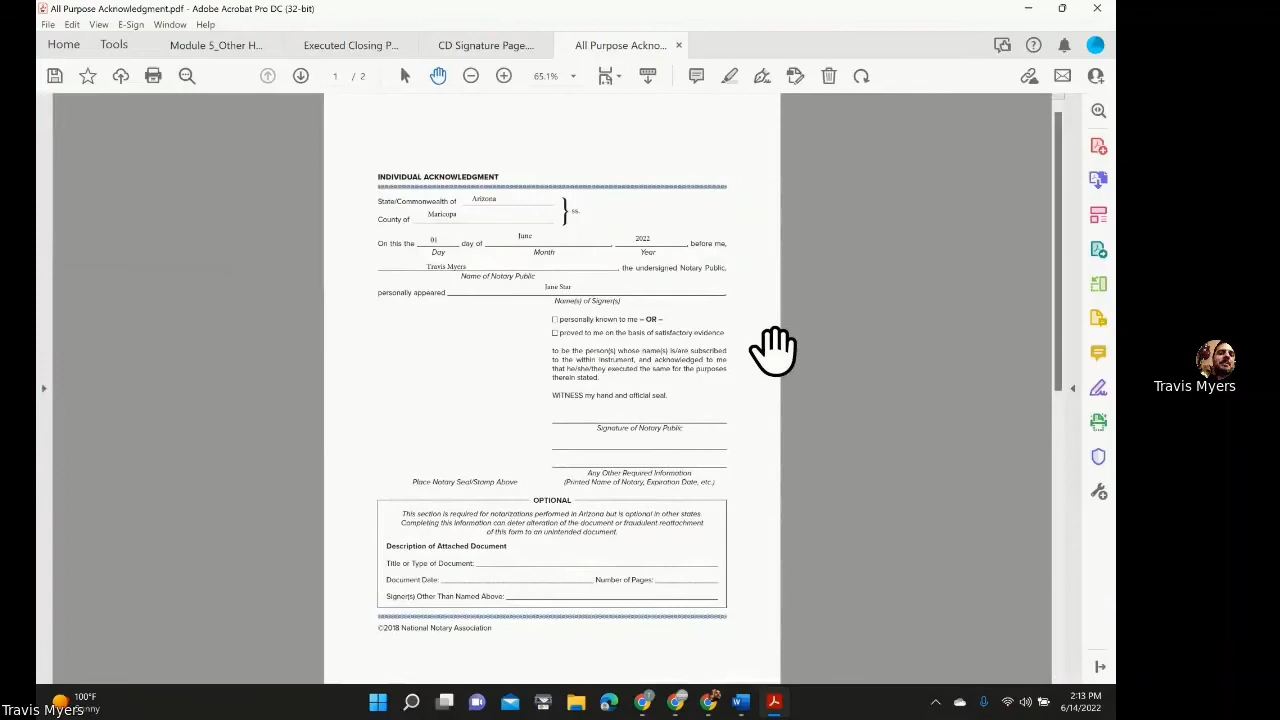 All Purpose Acknowledgment.pdf - Adobe Acrobat Pro DC (32-bit)
File Edit View E-Sign Window Help
Home Tools Module 5_Other H... Executed Closing P... CD Signature Page.... All Purpose Ackno... ×
1 / 2 65.1%
INDIVIDUAL ACKNOWLEDGMENT
State/Commonwealth of Arizona
} ss.
County of Maricopa
On this the 01 day of June, 2022, before me,
Day Month Year
Travis Myers, the undersigned Notary Public,
Name of Notary Public
personally appeared Jane Star,
Name(s) of Signer(s)
☐ personally known to me – OR –
☐ proved to me on the basis of satisfactory evidence
to be the person(s) whose name(s) is/are subscribed
to the within instrument, and acknowledged to me
that he/she/they executed the same for the purposes
therein stated.
WITNESS my hand and official seal.
Signature of Notary Public
Any Other Required Information
Place Notary Seal/Stamp Above (Printed Name of Notary, Expiration Date, etc.)
OPTIONAL
This section is required for notarizations performed in Arizona but is optional in other states.
Completing this information can deter alteration of the document or fraudulent reattachment
of this form to an unintended document.
Description of Attached Document
Title or Type of Document:
Document Date: Number of Pages:
Signer(s) Other Than Named Above:
©2018 National Notary Association
Travis Myers
100°F
Sunny
Travis Myers
2:13 PM
6/14/2022